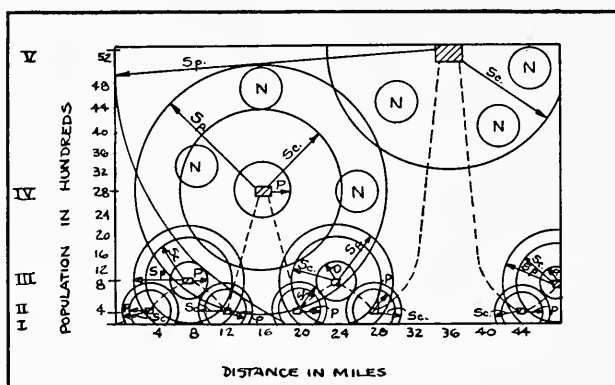 V 52 Sp. Sc. N
48 N N
44 Sp N
40
36 Sc.
32 N
IV 28 P N
24
20
POPULATION IN HUNDREDS
16
12 Sc. Sp.
III 8 Sp. P
II 4 Sc. P Sc. P
I
4 8 12 16 20 24 28 32 36 40 44
DISTANCE IN MILES